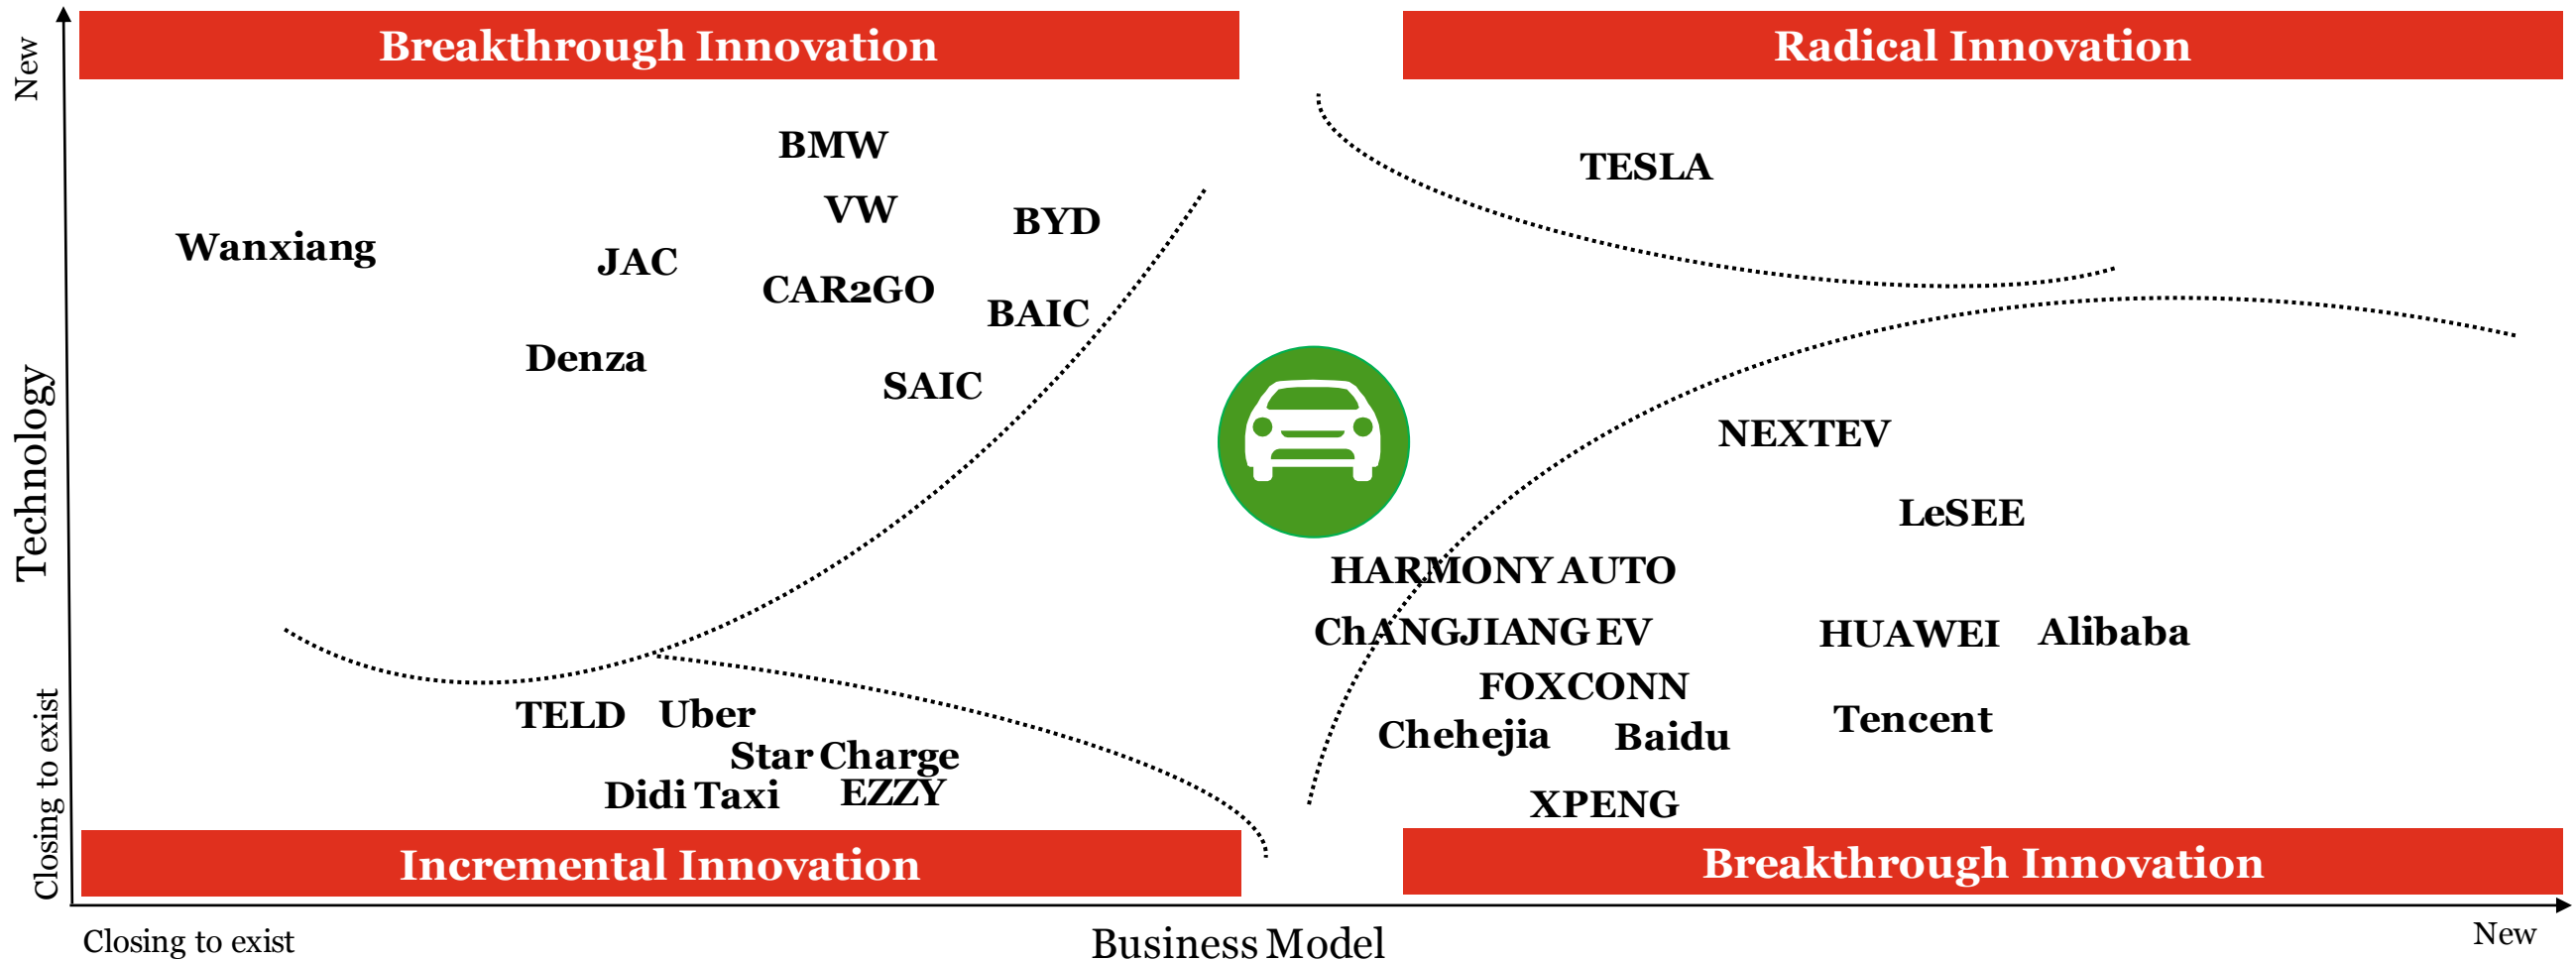 New
Breakthrough Innovation
Radical Innovation
BMW
TESLA
VW
BYD
Wanxiang
JAC
CAR2GO
BAIC
Denza
SAIC
Technology
NEXTEV
LeSEE
HARMONY AUTO
ChANGJIANG EV
HUAWEI
Alibaba
FOXCONN
TELD
Uber
Tencent
Chehejia
Baidu
Star Charge
Didi Taxi
EZZY
XPENG
Closing to exist
Incremental Innovation
Breakthrough Innovation
Closing to exist
Business Model
New